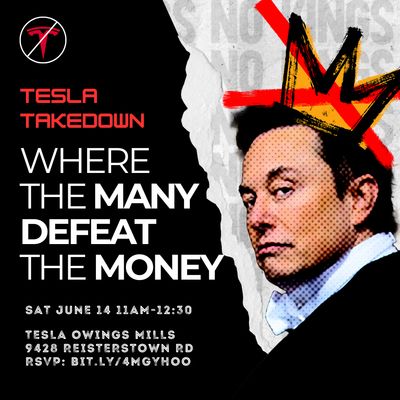 NO KINGS
TESLA
TAKEDOWN
WHERE
THE MANY
DEFEAT
THE MONEY
SAT JUNE 14 11AM-12:30
TESLA OWINGS MILLS
9428 REISTERSTOWN RD
RSVP: BIT.LY/4MGYHOO